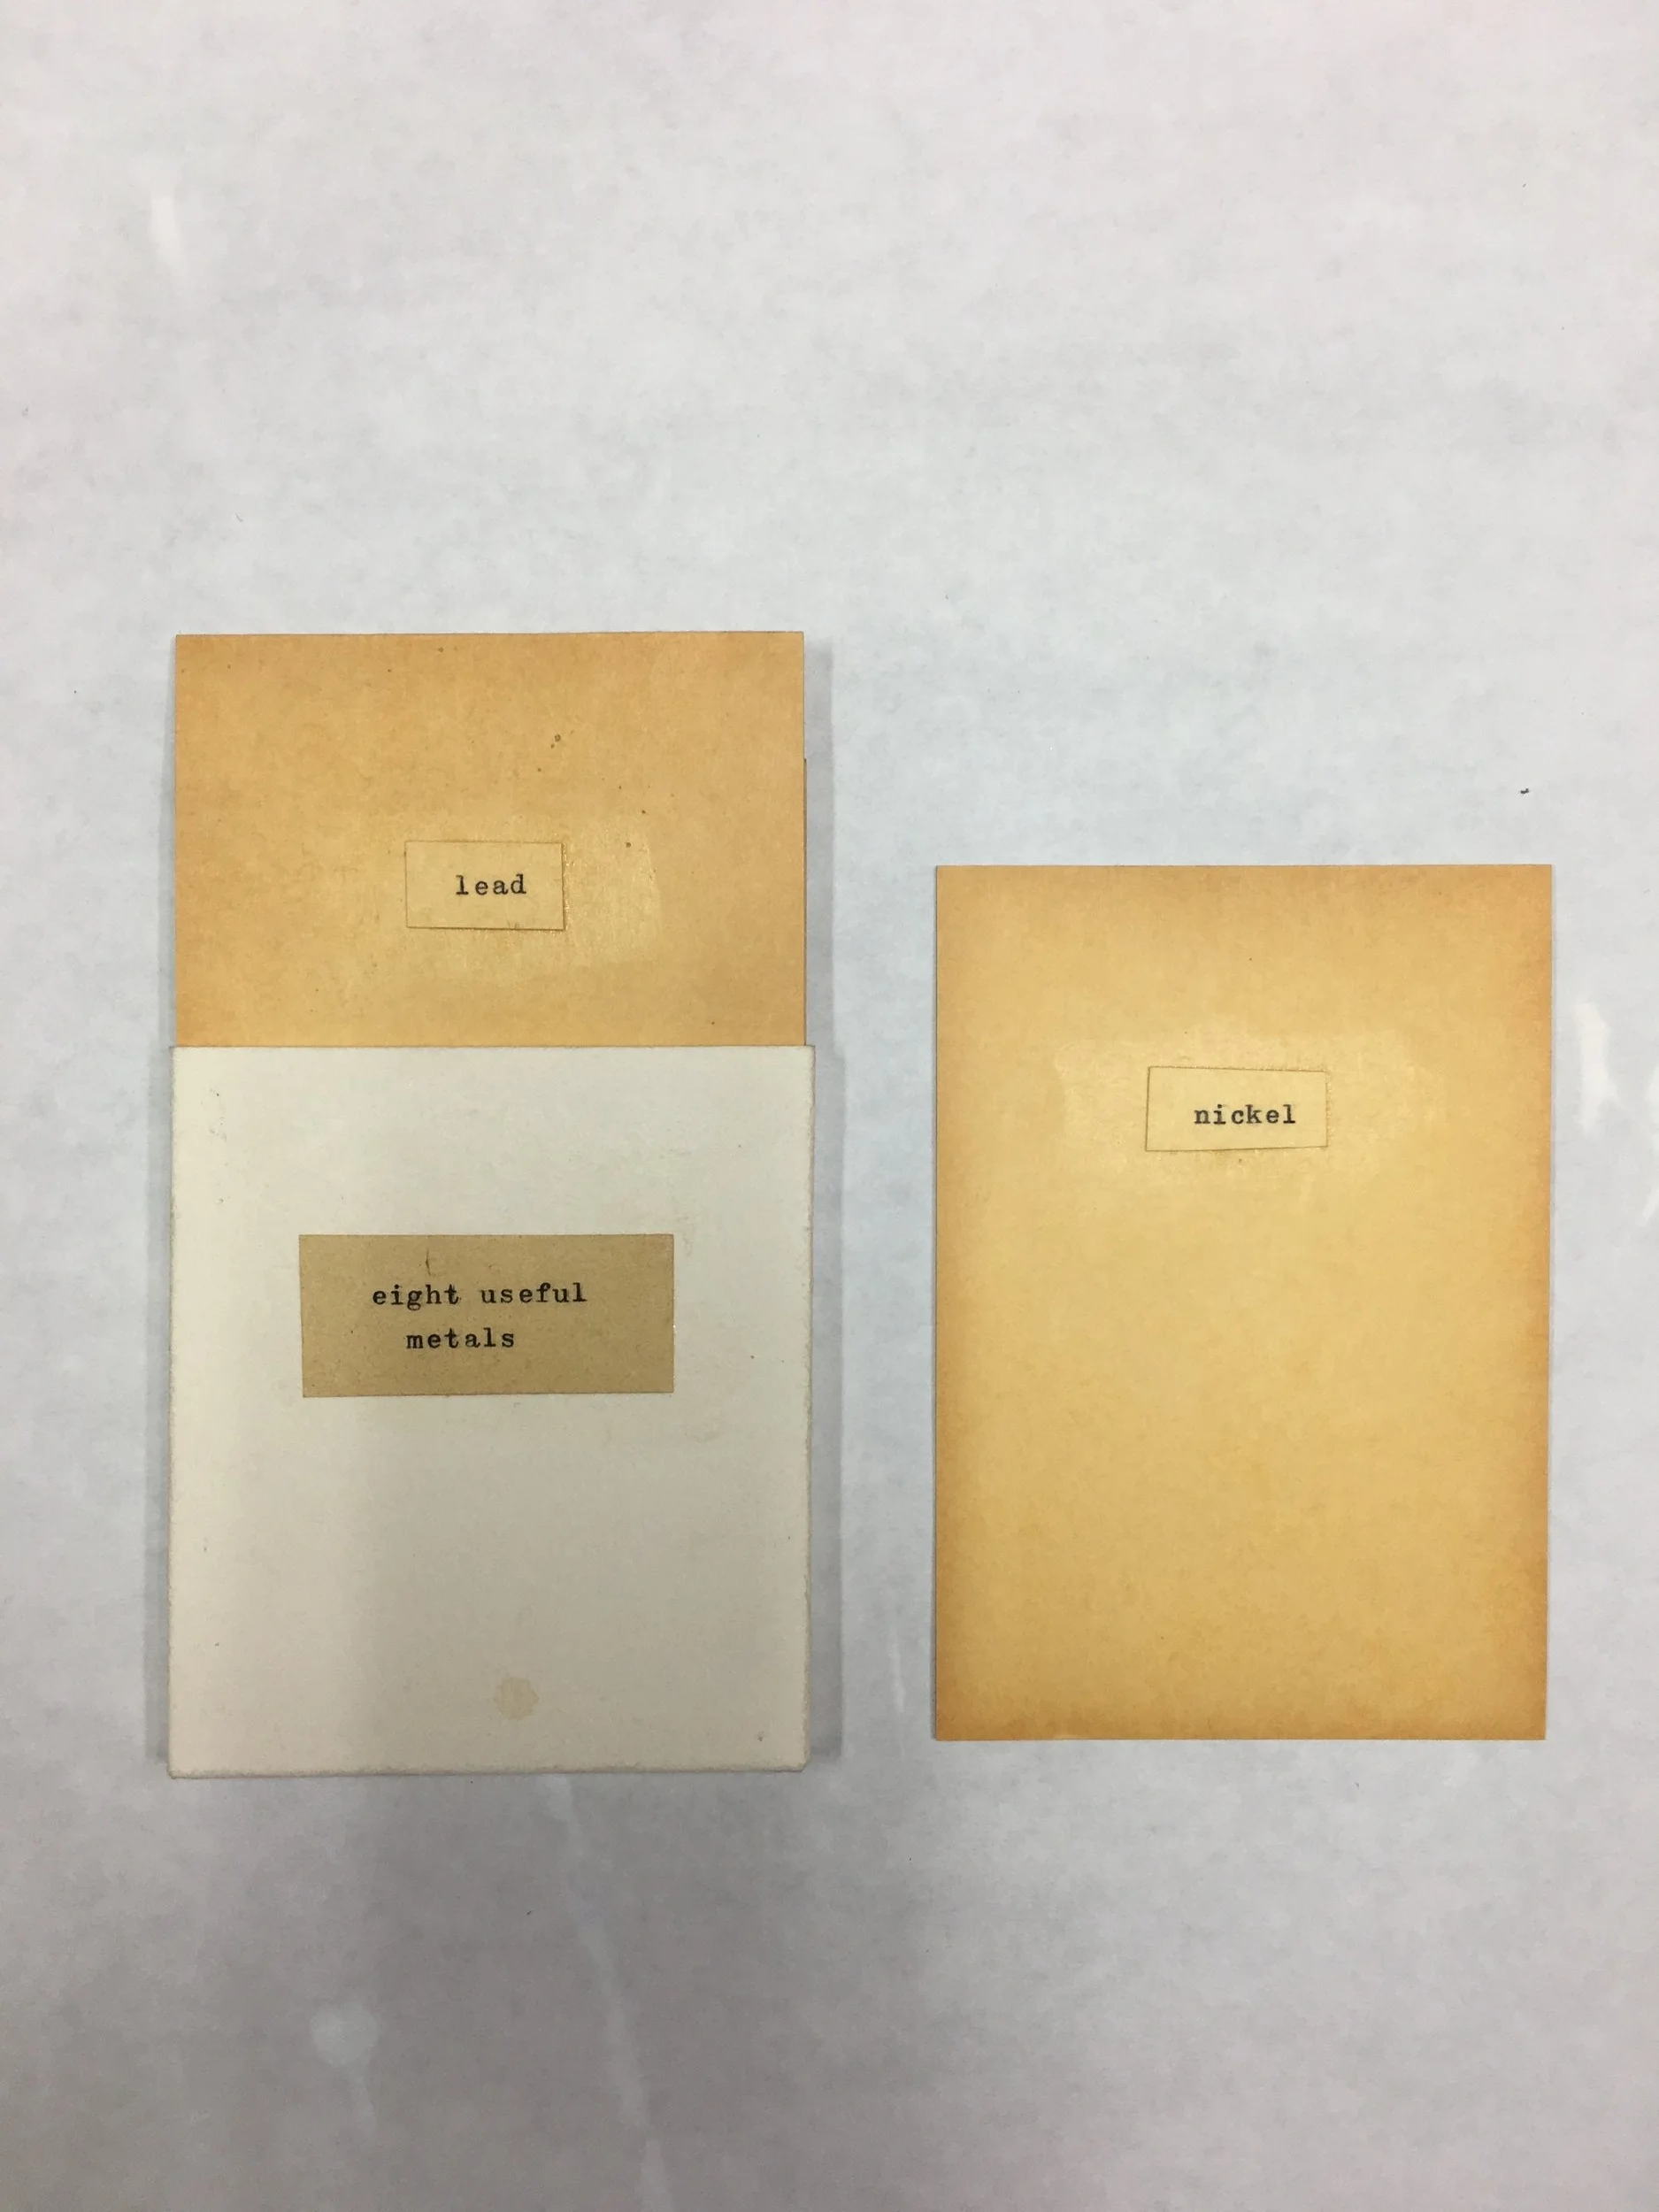 lead
eight useful
metals
nickel